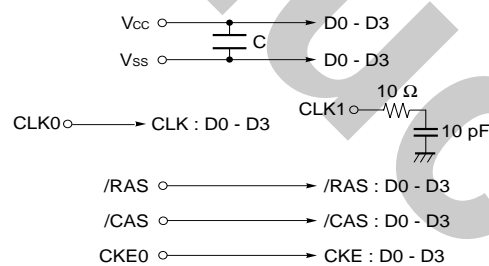 Vcc D0 - D3
C
Vss D0 - D3
10 Ω
CLK0 CLK : D0 - D3 CLK1
10 pF
/RAS /RAS : D0 - D3
/CAS /CAS : D0 - D3
CKE0 CKE : D0 - D3